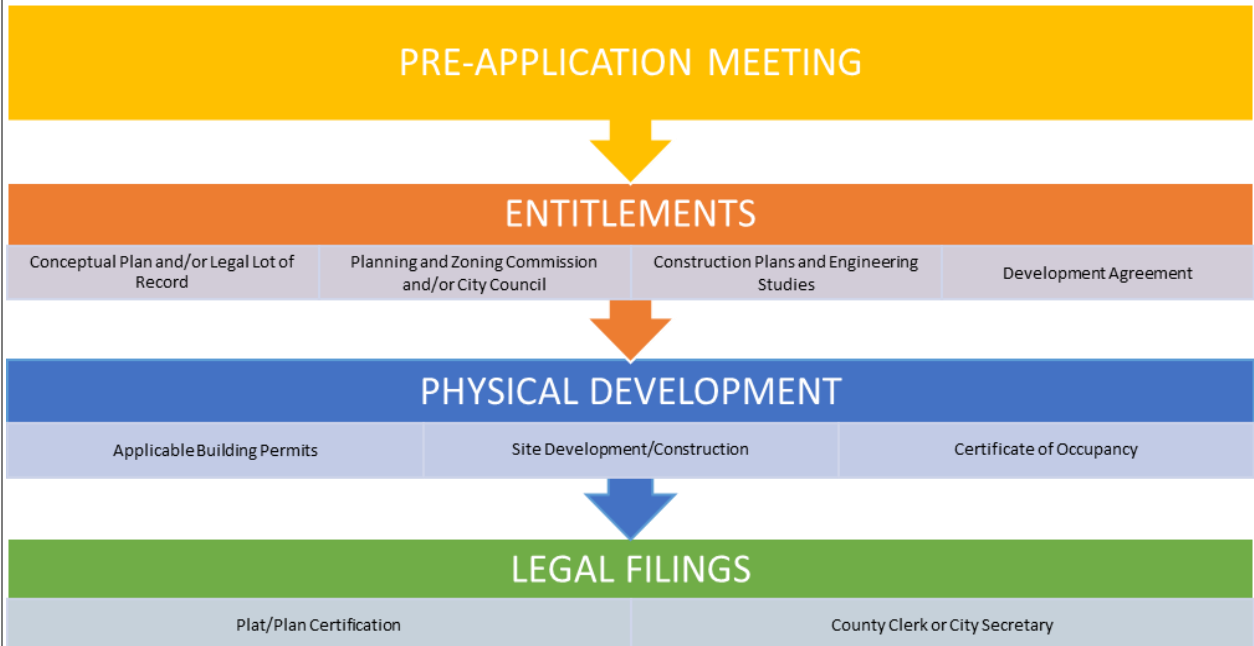 PRE-APPLICATION MEETING
ENTITLEMENTS
Conceptual Plan and/or Legal Lot of
Record
Planning and Zoning Commission
and/or City Council
Construction Plans and Engineering
Studies
Development Agreement
PHYSICAL DEVELOPMENT
Applicable Building Permits
Site Development/Construction
Certificate of Occupancy
LEGAL FILINGS
Plat/Plan Certification
County Clerk or City Secretary